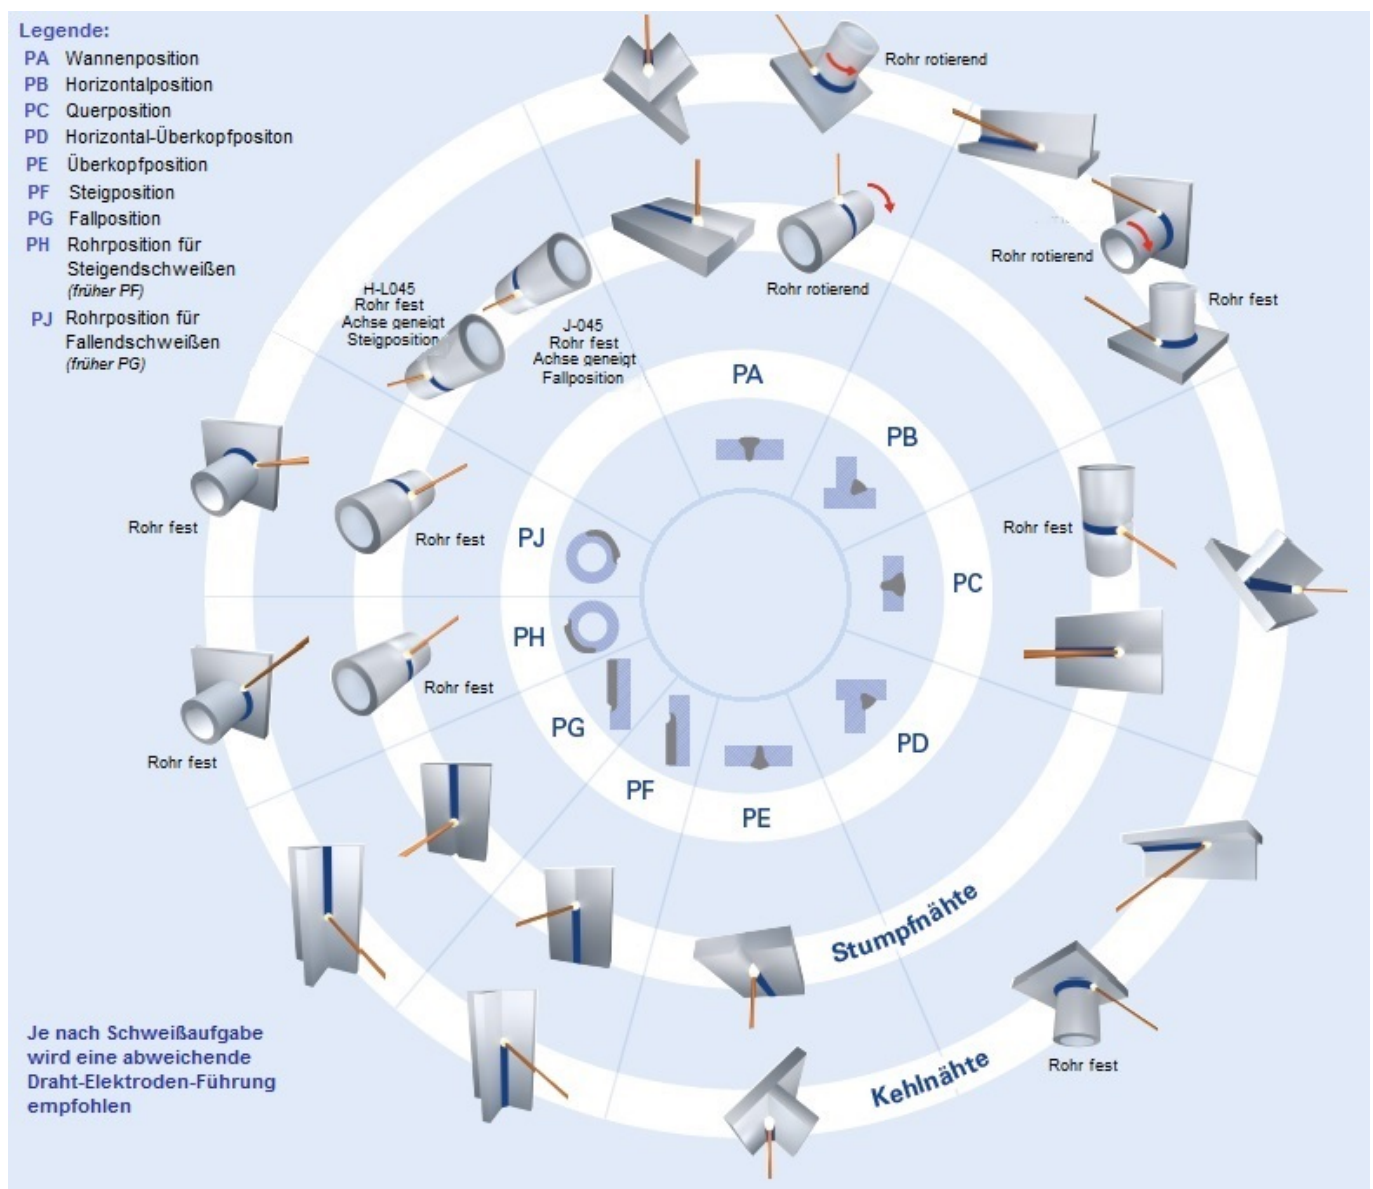 Legende:
PA Wannenposition
PB Horizontalposition
PC Querposition
PD Horizontal-Überkopfpositon
PE Überkopfposition
PF Steigposition
PG Fallposition
PH Rohrposition für
Steigendschweißen
(früher PF)
PJ Rohrposition für
Fallendschweißen
(früher PG)
Rohr rotierend
Rohr rotierend
Rohr rotierend
Rohr fest
H-L045
Rohr fest
Achse geneigt
Steigposition
J-045
Rohr fest
Achse geneigt
Fallposition
PA
PB
PC
PD
PE
PF
PG
PH
PJ
Rohr fest
Rohr fest
Rohr fest
Rohr fest
Rohr fest
Stumpfnähte
Kehlnähte
Rohr fest
Je nach Schweißaufgabe
wird eine abweichende
Draht-Elektroden-Führung
empfohlen